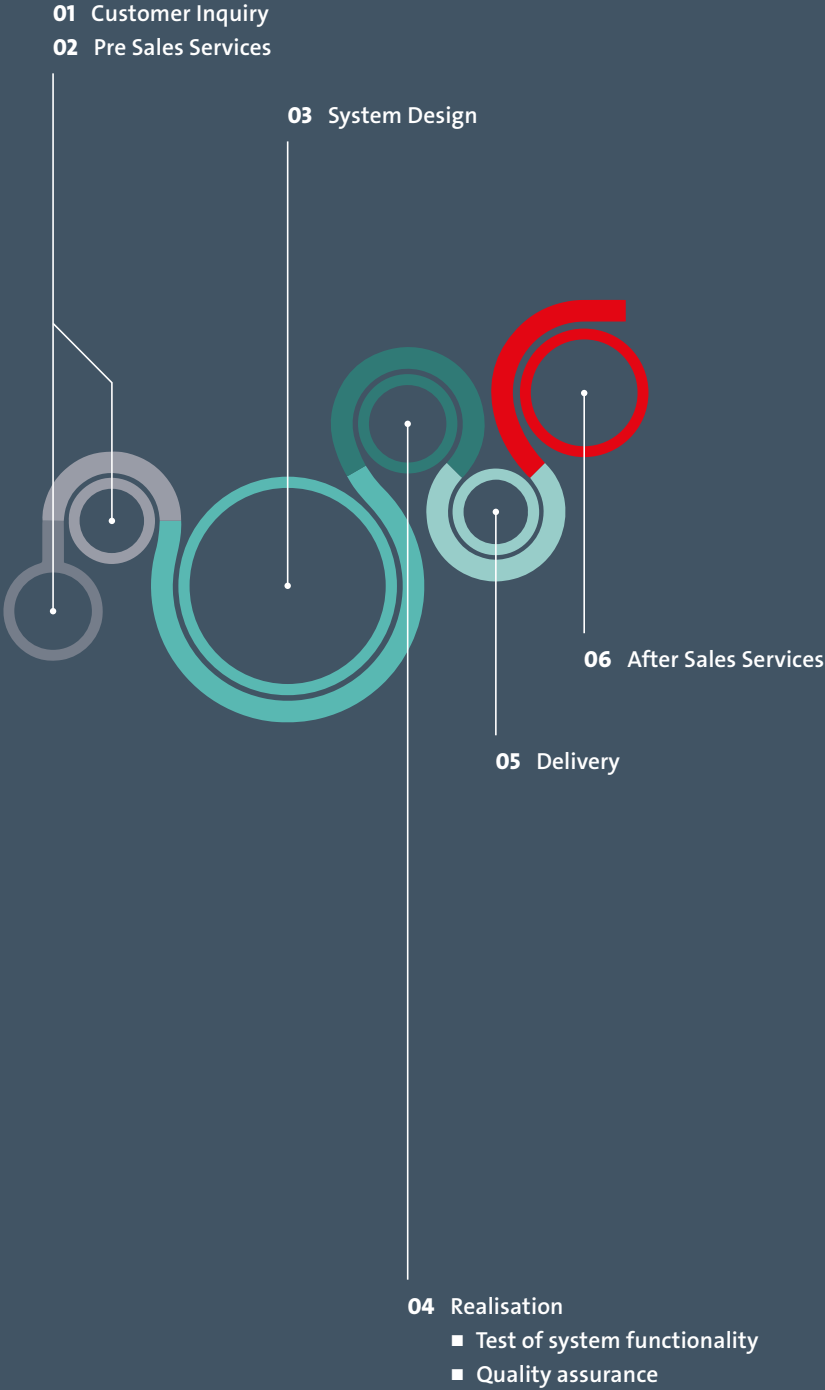 01 Customer Inquiry
02 Pre Sales Services
03 System Design
06 After Sales Services
05 Delivery
04 Realisation
■ Test of system functionality
■ Quality assurance